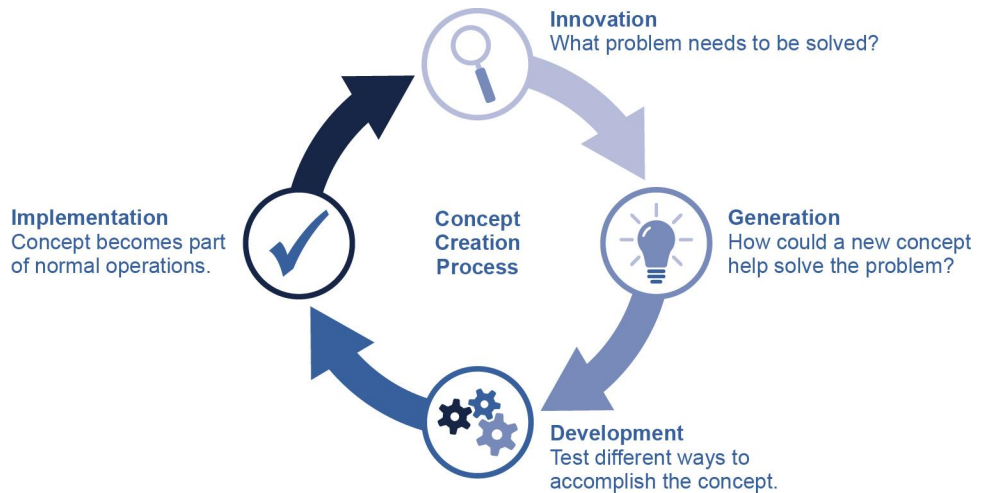 Innovation
What problem needs to be solved?
Generation
How could a new concept
help solve the problem?
Development
Test different ways to
accomplish the concept.
Implementation
Concept becomes part
of normal operations.
Concept
Creation
Process